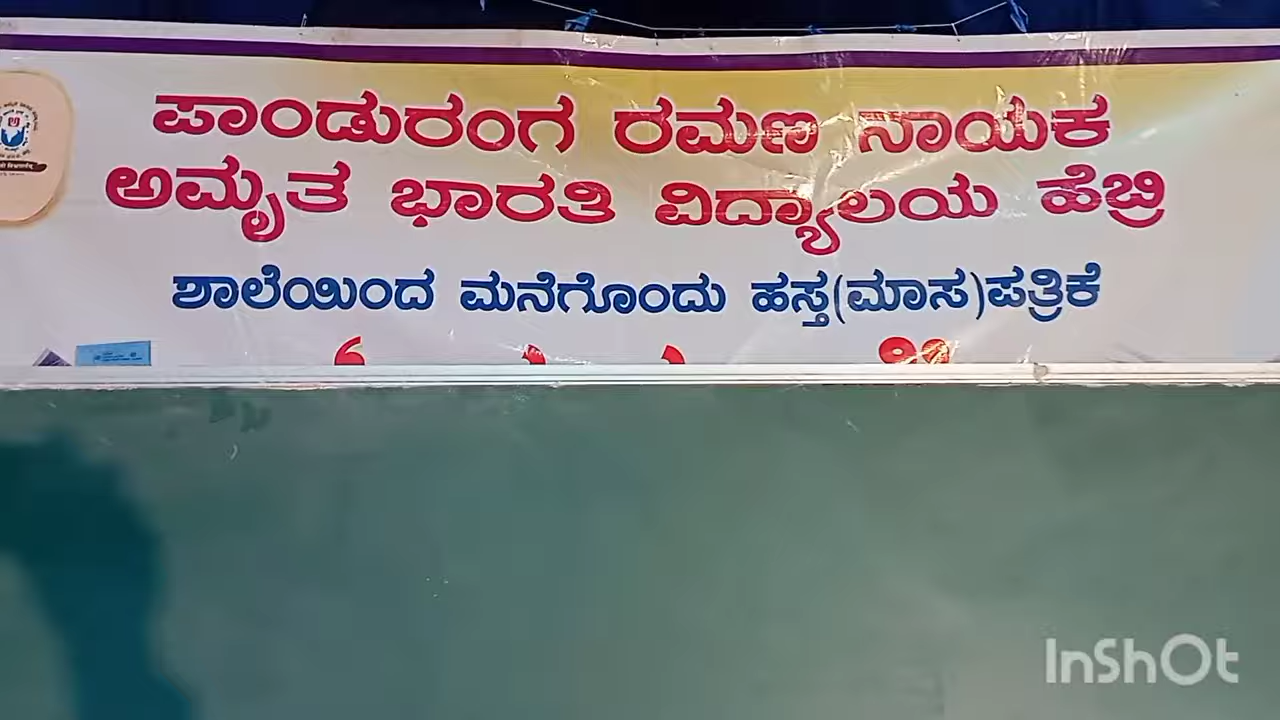 ಪಾಂಡುರಂಗ ರಮಣ ನಾಯಕ
ಅಮೃತ ಭಾರತಿ ವಿದ್ಯಾಲಯ ಹೆಬ್ರಿ
ಶಾಲೆಯಿಂದ ಮನೆಗೊಂದು ಹಸ್ತ(ಮಾಸ)ಪತ್ರಿಕೆ
InShOt